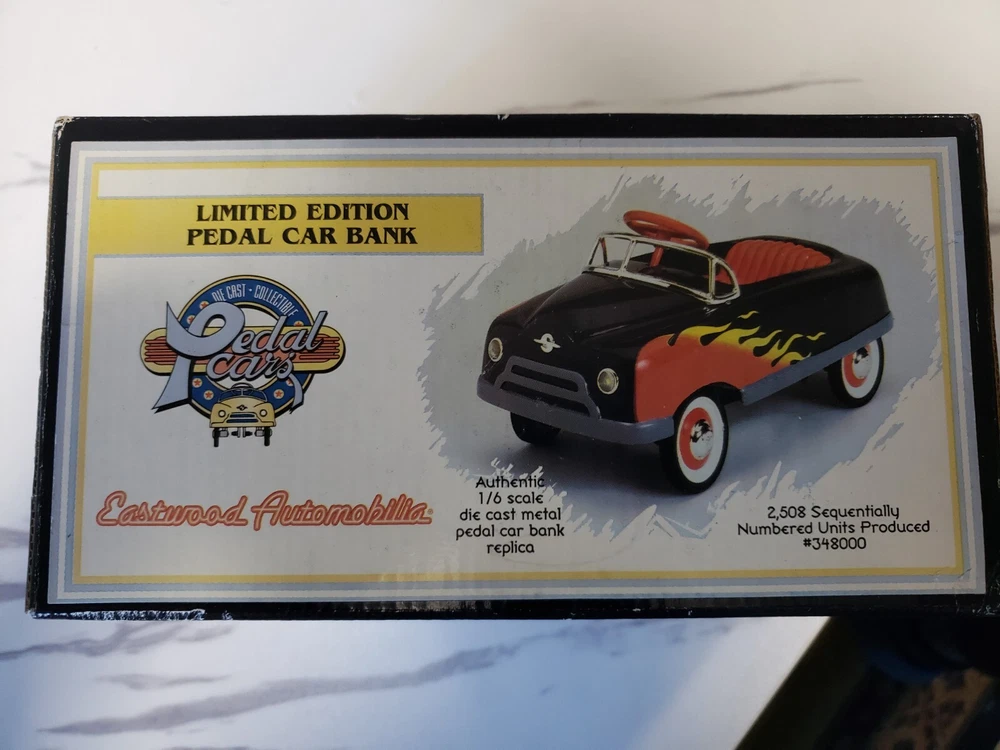 LIMITED EDITION
PEDAL CAR BANK
DIE CAST • COLLECTIBLE
Pedal
Cars
Eastwood Automobilia
Authentic
1/6 scale
die cast metal
pedal car bank
replica
2,508 Sequentially
Numbered Units Produced
#348000